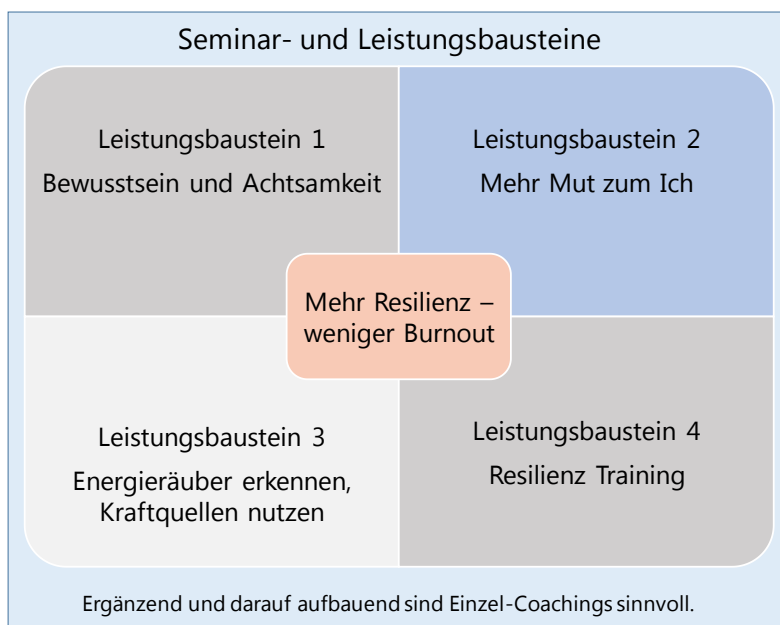 Seminar- und Leistungsbausteine
Leistungsbaustein 1
Bewusstsein und Achtsamkeit
Leistungsbaustein 2
Mehr Mut zum Ich
Mehr Resilienz –
weniger Burnout
Leistungsbaustein 3
Energieräuber erkennen,
Kraftquellen nutzen
Leistungsbaustein 4
Resilienz Training
Ergänzend und darauf aufbauend sind Einzel-Coachings sinnvoll.